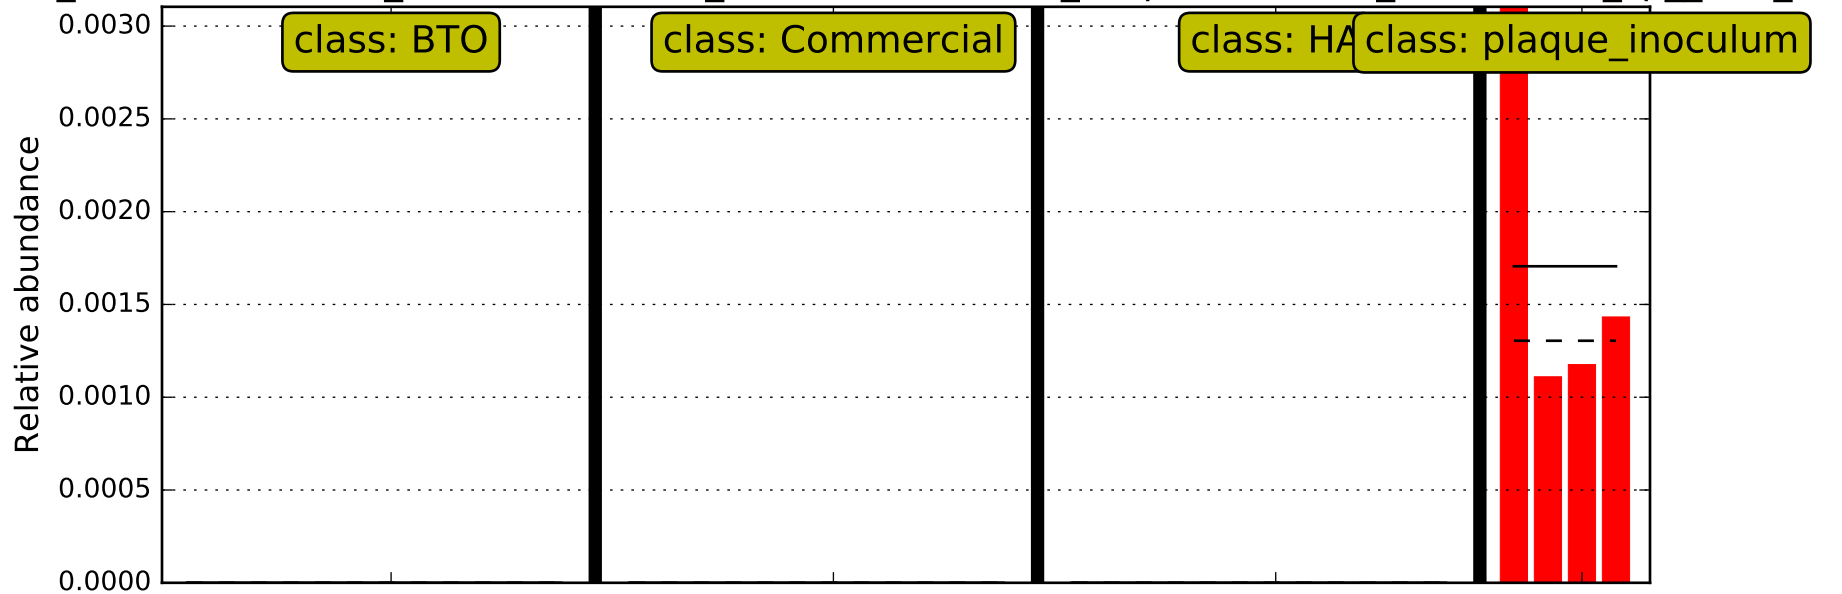 0.0030
0.0025
0.0020
0.0015
0.0010
0.0005
0.0000
Relative abundance
class: BTO
class: Commercial
class: HA
class: plaque_inoculum